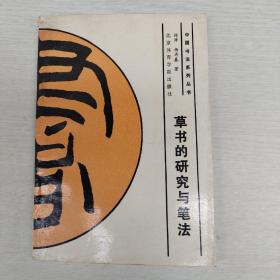 中国书法系列丛书
北京体育学院出版社
草书的研究与笔法